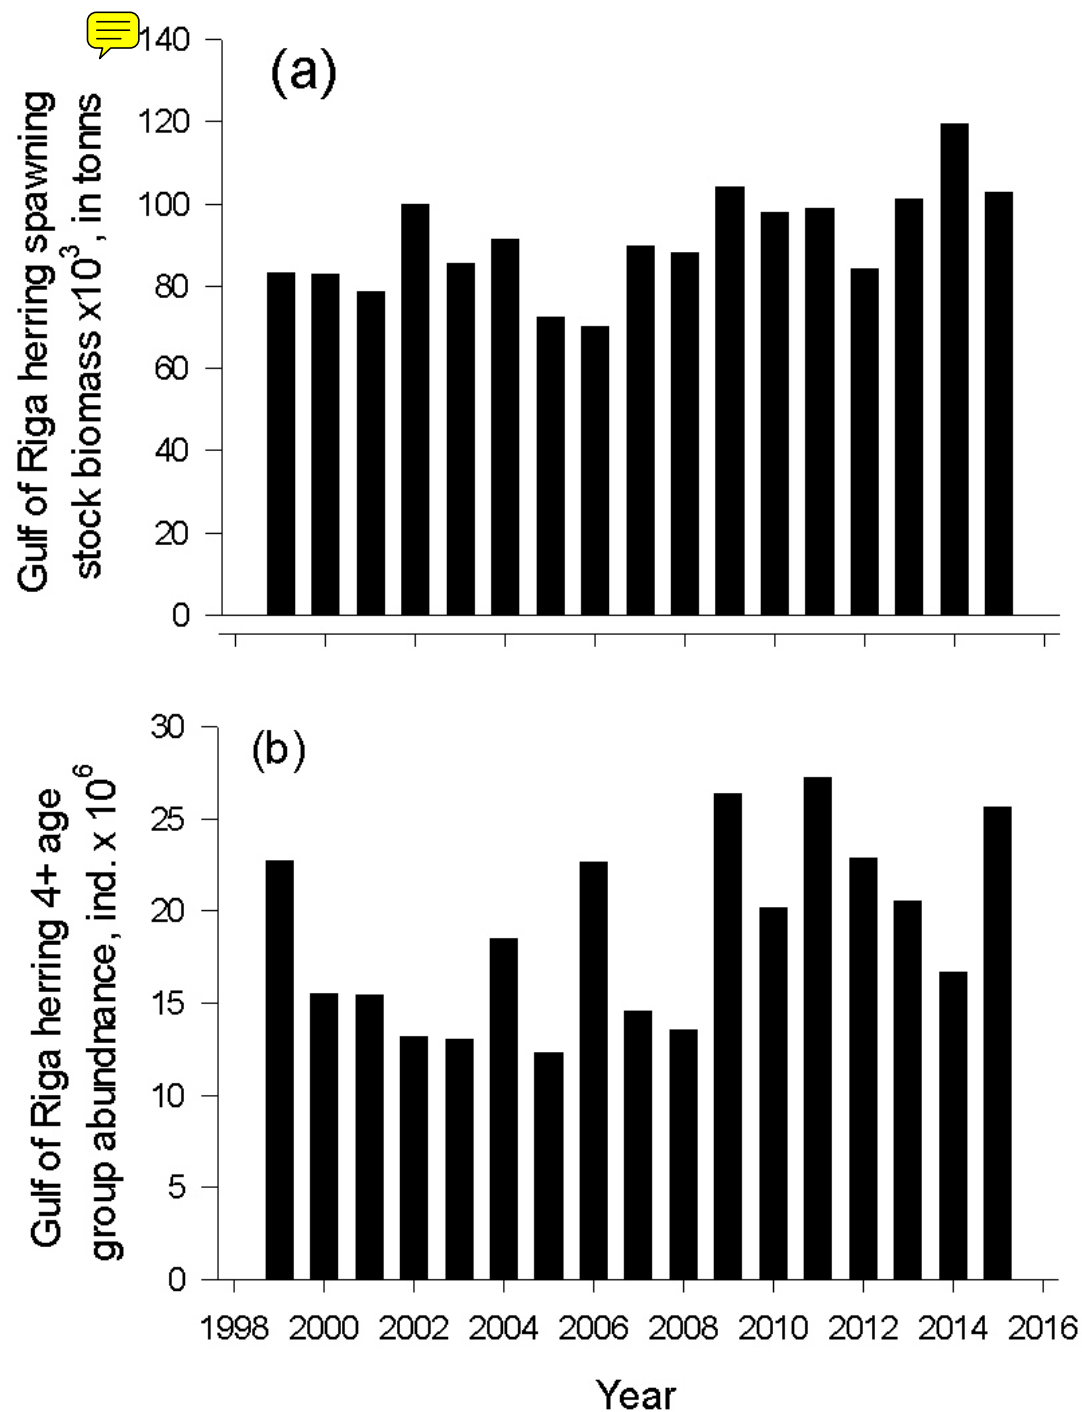 140
(a)
120
100
80
60
40
20
0
Gulf of Riga herring spawning
stock biomass x10³, in tonns
30
(b)
25
20
15
10
5
0
Gulf of Riga herring 4+ age
group abundnance, ind. x 10⁶
1998 2000 2002 2004 2006 2008 2010 2012 2014 2016
Year